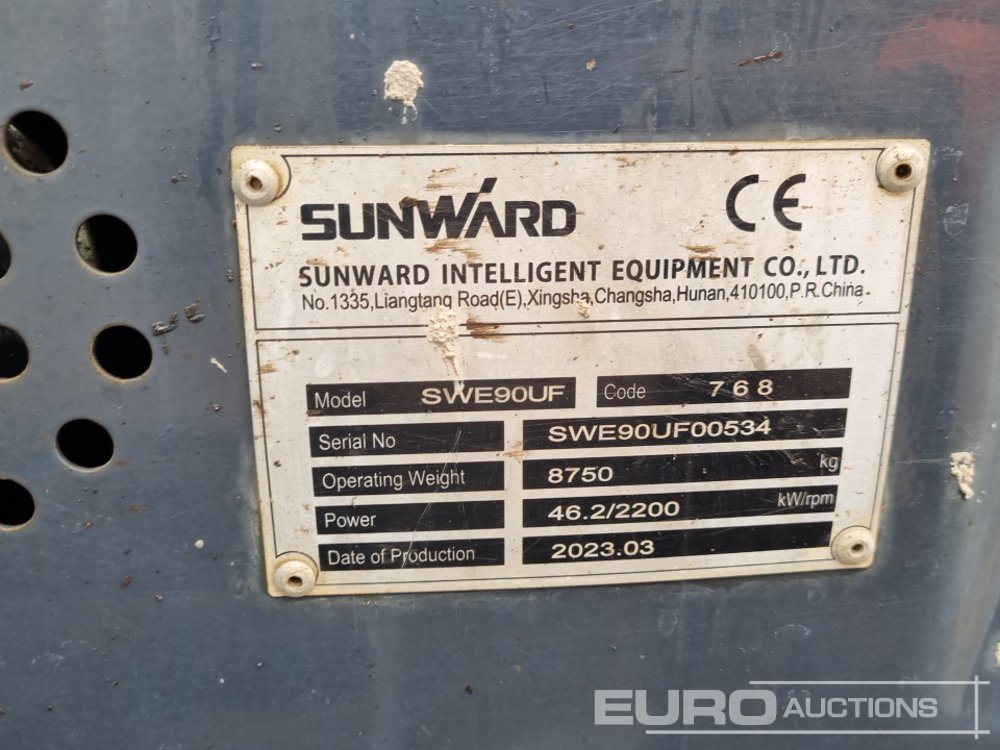 SUNWARD CE
SUNWARD INTELLIGENT EQUIPMENT CO., LTD.
No.1335,Liangtang Road(E),Xingsha,Changsha,Hunan,410100,P.R.China.
Model SWE90UF Code 768
Serial No SWE90UF00534
Operating Weight 8750 kg
Power 46.2/2200 kW/rpm
Date of Production 2023.03
EURO AUCTIONS